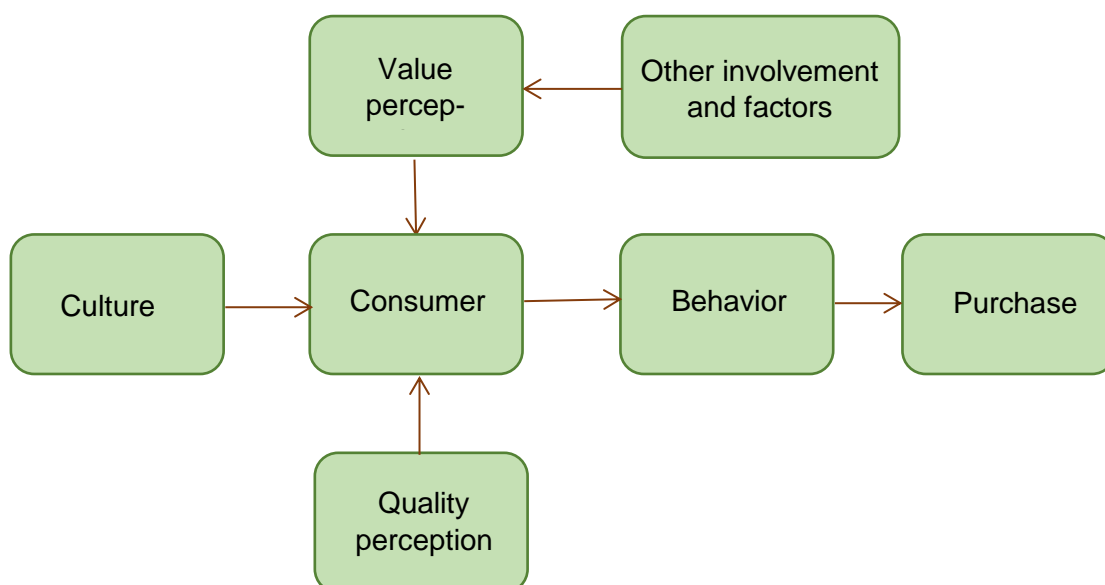 Value
percep-
Other involvement
and factors
Culture
Consumer
Behavior
Purchase
Quality
perception